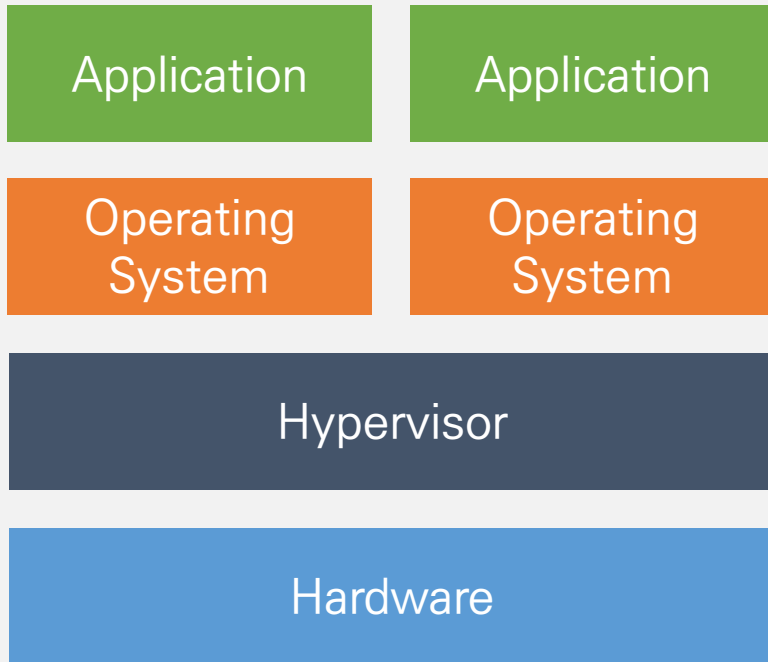 Application
Application
Operating
System
Operating
System
Hypervisor
Hardware